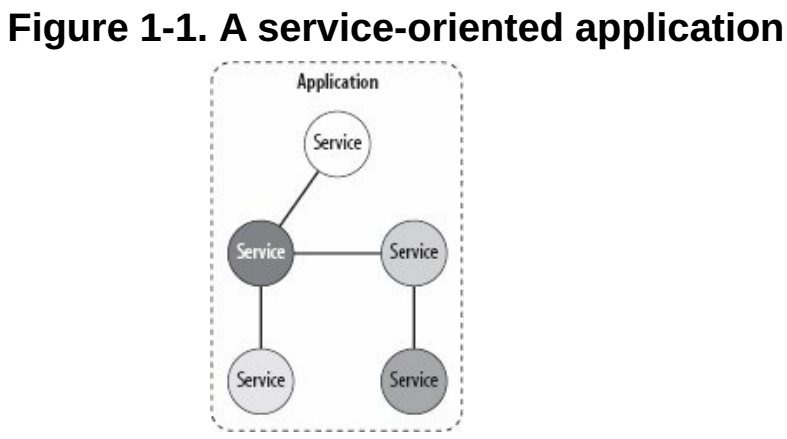 Figure 1-1. A service-oriented application
Application
Service
Service
Service
Service
Service